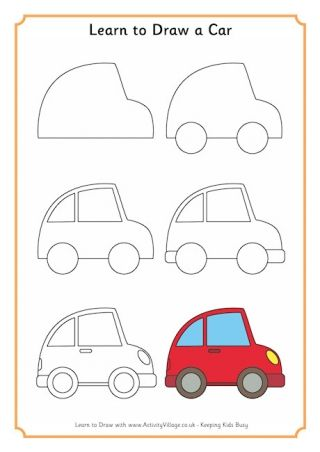 Learn to Draw a Car
Learn to Draw with www.ActivityVillage.co.uk - Keeping Kids Busy